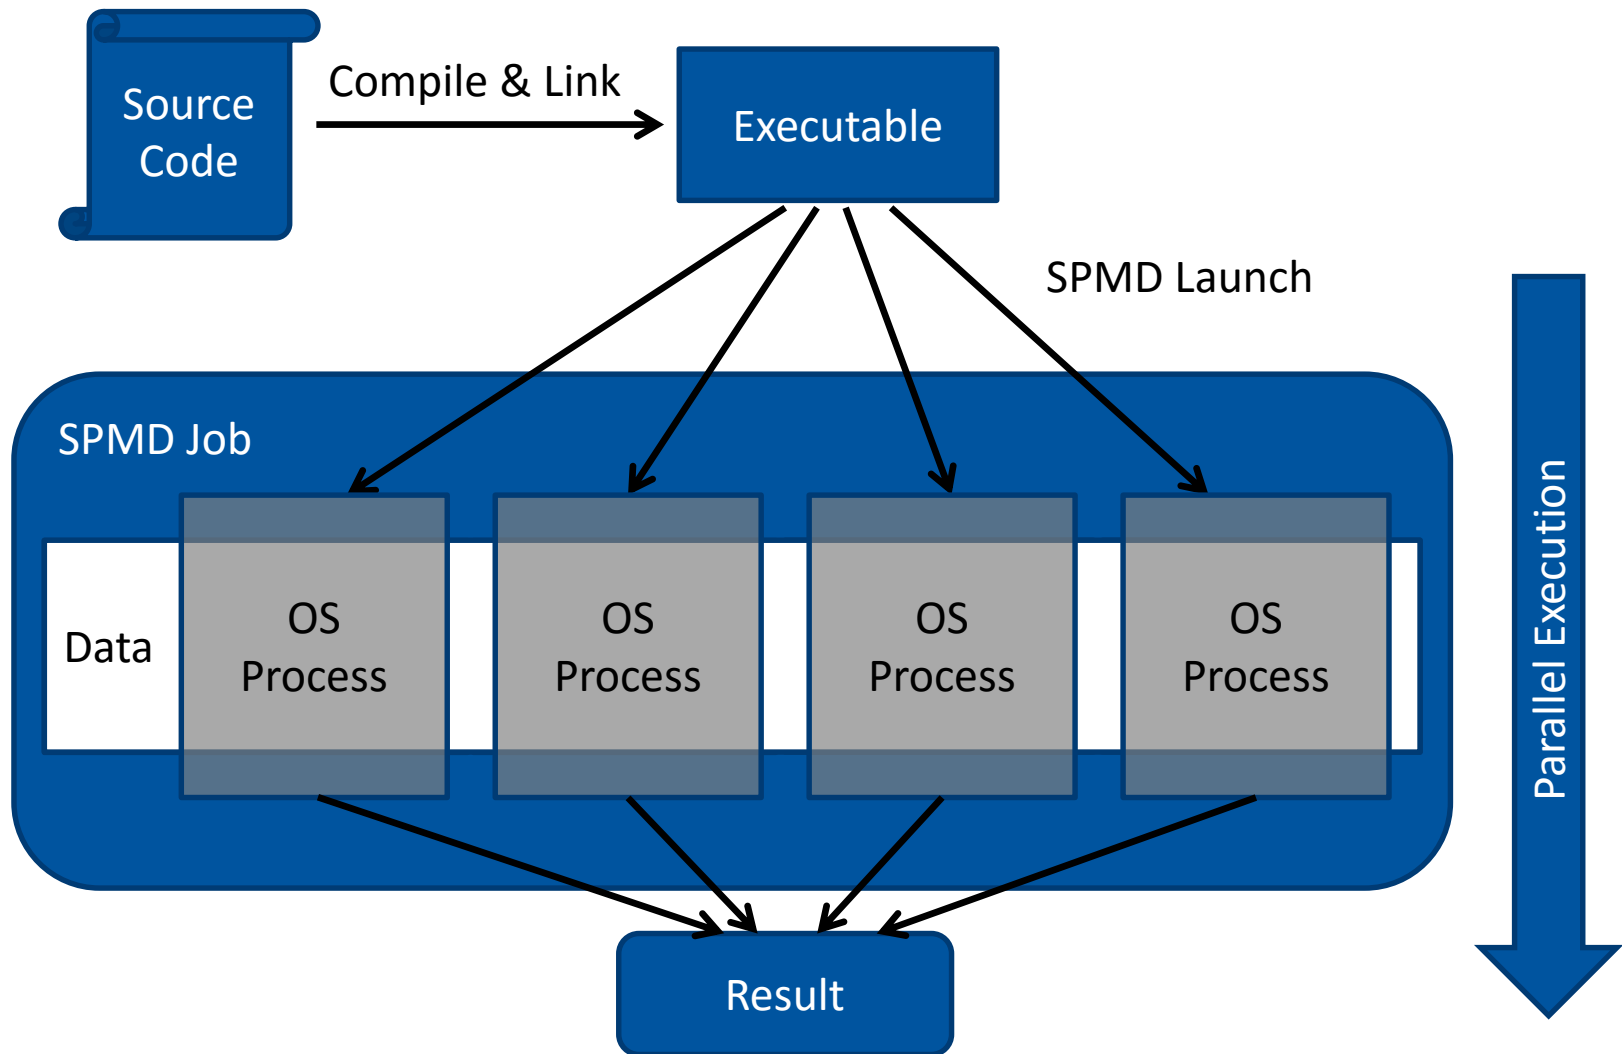 Source
Code
Compile & Link
Executable
SPMD Launch
SPMD Job
Data
OS
Process
OS
Process
OS
Process
OS
Process
Parallel Execution
Result